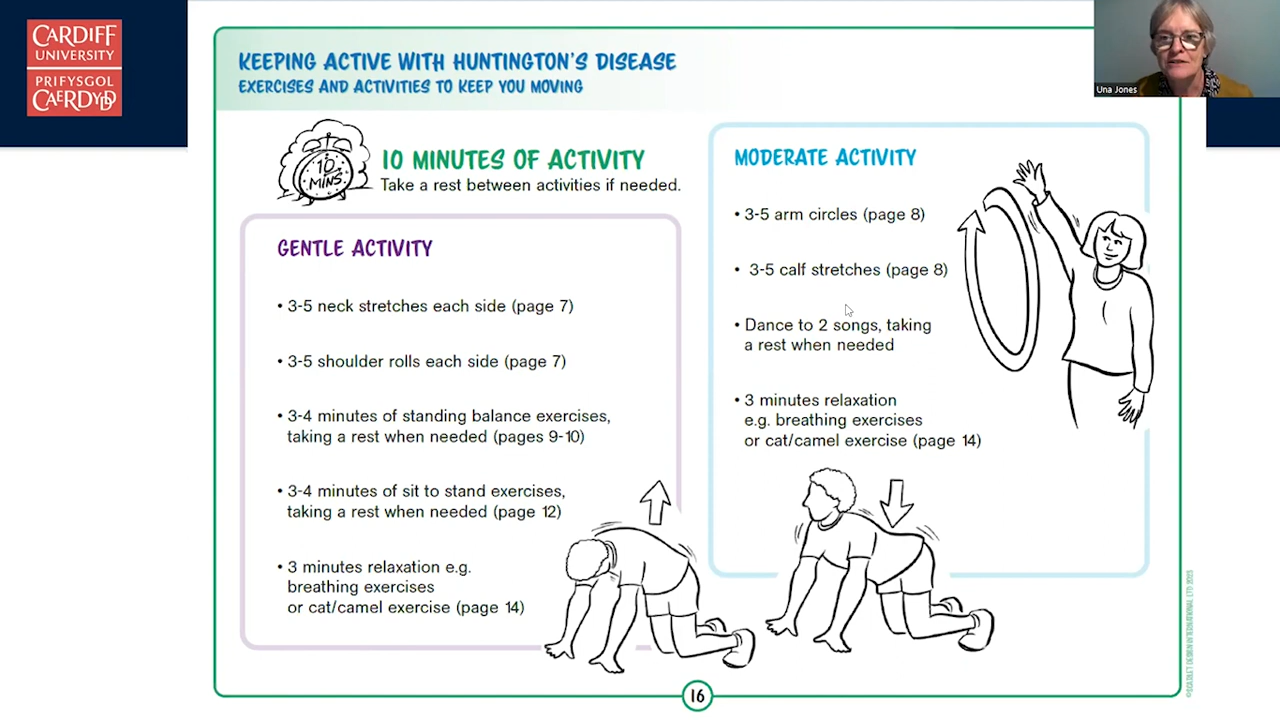 CARDIFF
UNIVERSITY
PRIFYSGOL
CAERDYDD
Una Jones
KEEPING ACTIVE WITH HUNTINGTON'S DISEASE
EXERCISES AND ACTIVITIES TO KEEP YOU MOVING
10
MINS
10 MINUTES OF ACTIVITY
Take a rest between activities if needed.
GENTLE ACTIVITY
• 3-5 neck stretches each side (page 7)
• 3-5 shoulder rolls each side (page 7)
• 3-4 minutes of standing balance exercises,
taking a rest when needed (pages 9-10)
• 3-4 minutes of sit to stand exercises,
taking a rest when needed (page 12)
• 3 minutes relaxation e.g.
breathing exercises
or cat/camel exercise (page 14)
MODERATE ACTIVITY
• 3-5 arm circles (page 8)
• 3-5 calf stretches (page 8)
• Dance to 2 songs, taking
a rest when needed
• 3 minutes relaxation
e.g. breathing exercises
or cat/camel exercise (page 14)
16
DESIGN INTERNATIONAL LTD 2023